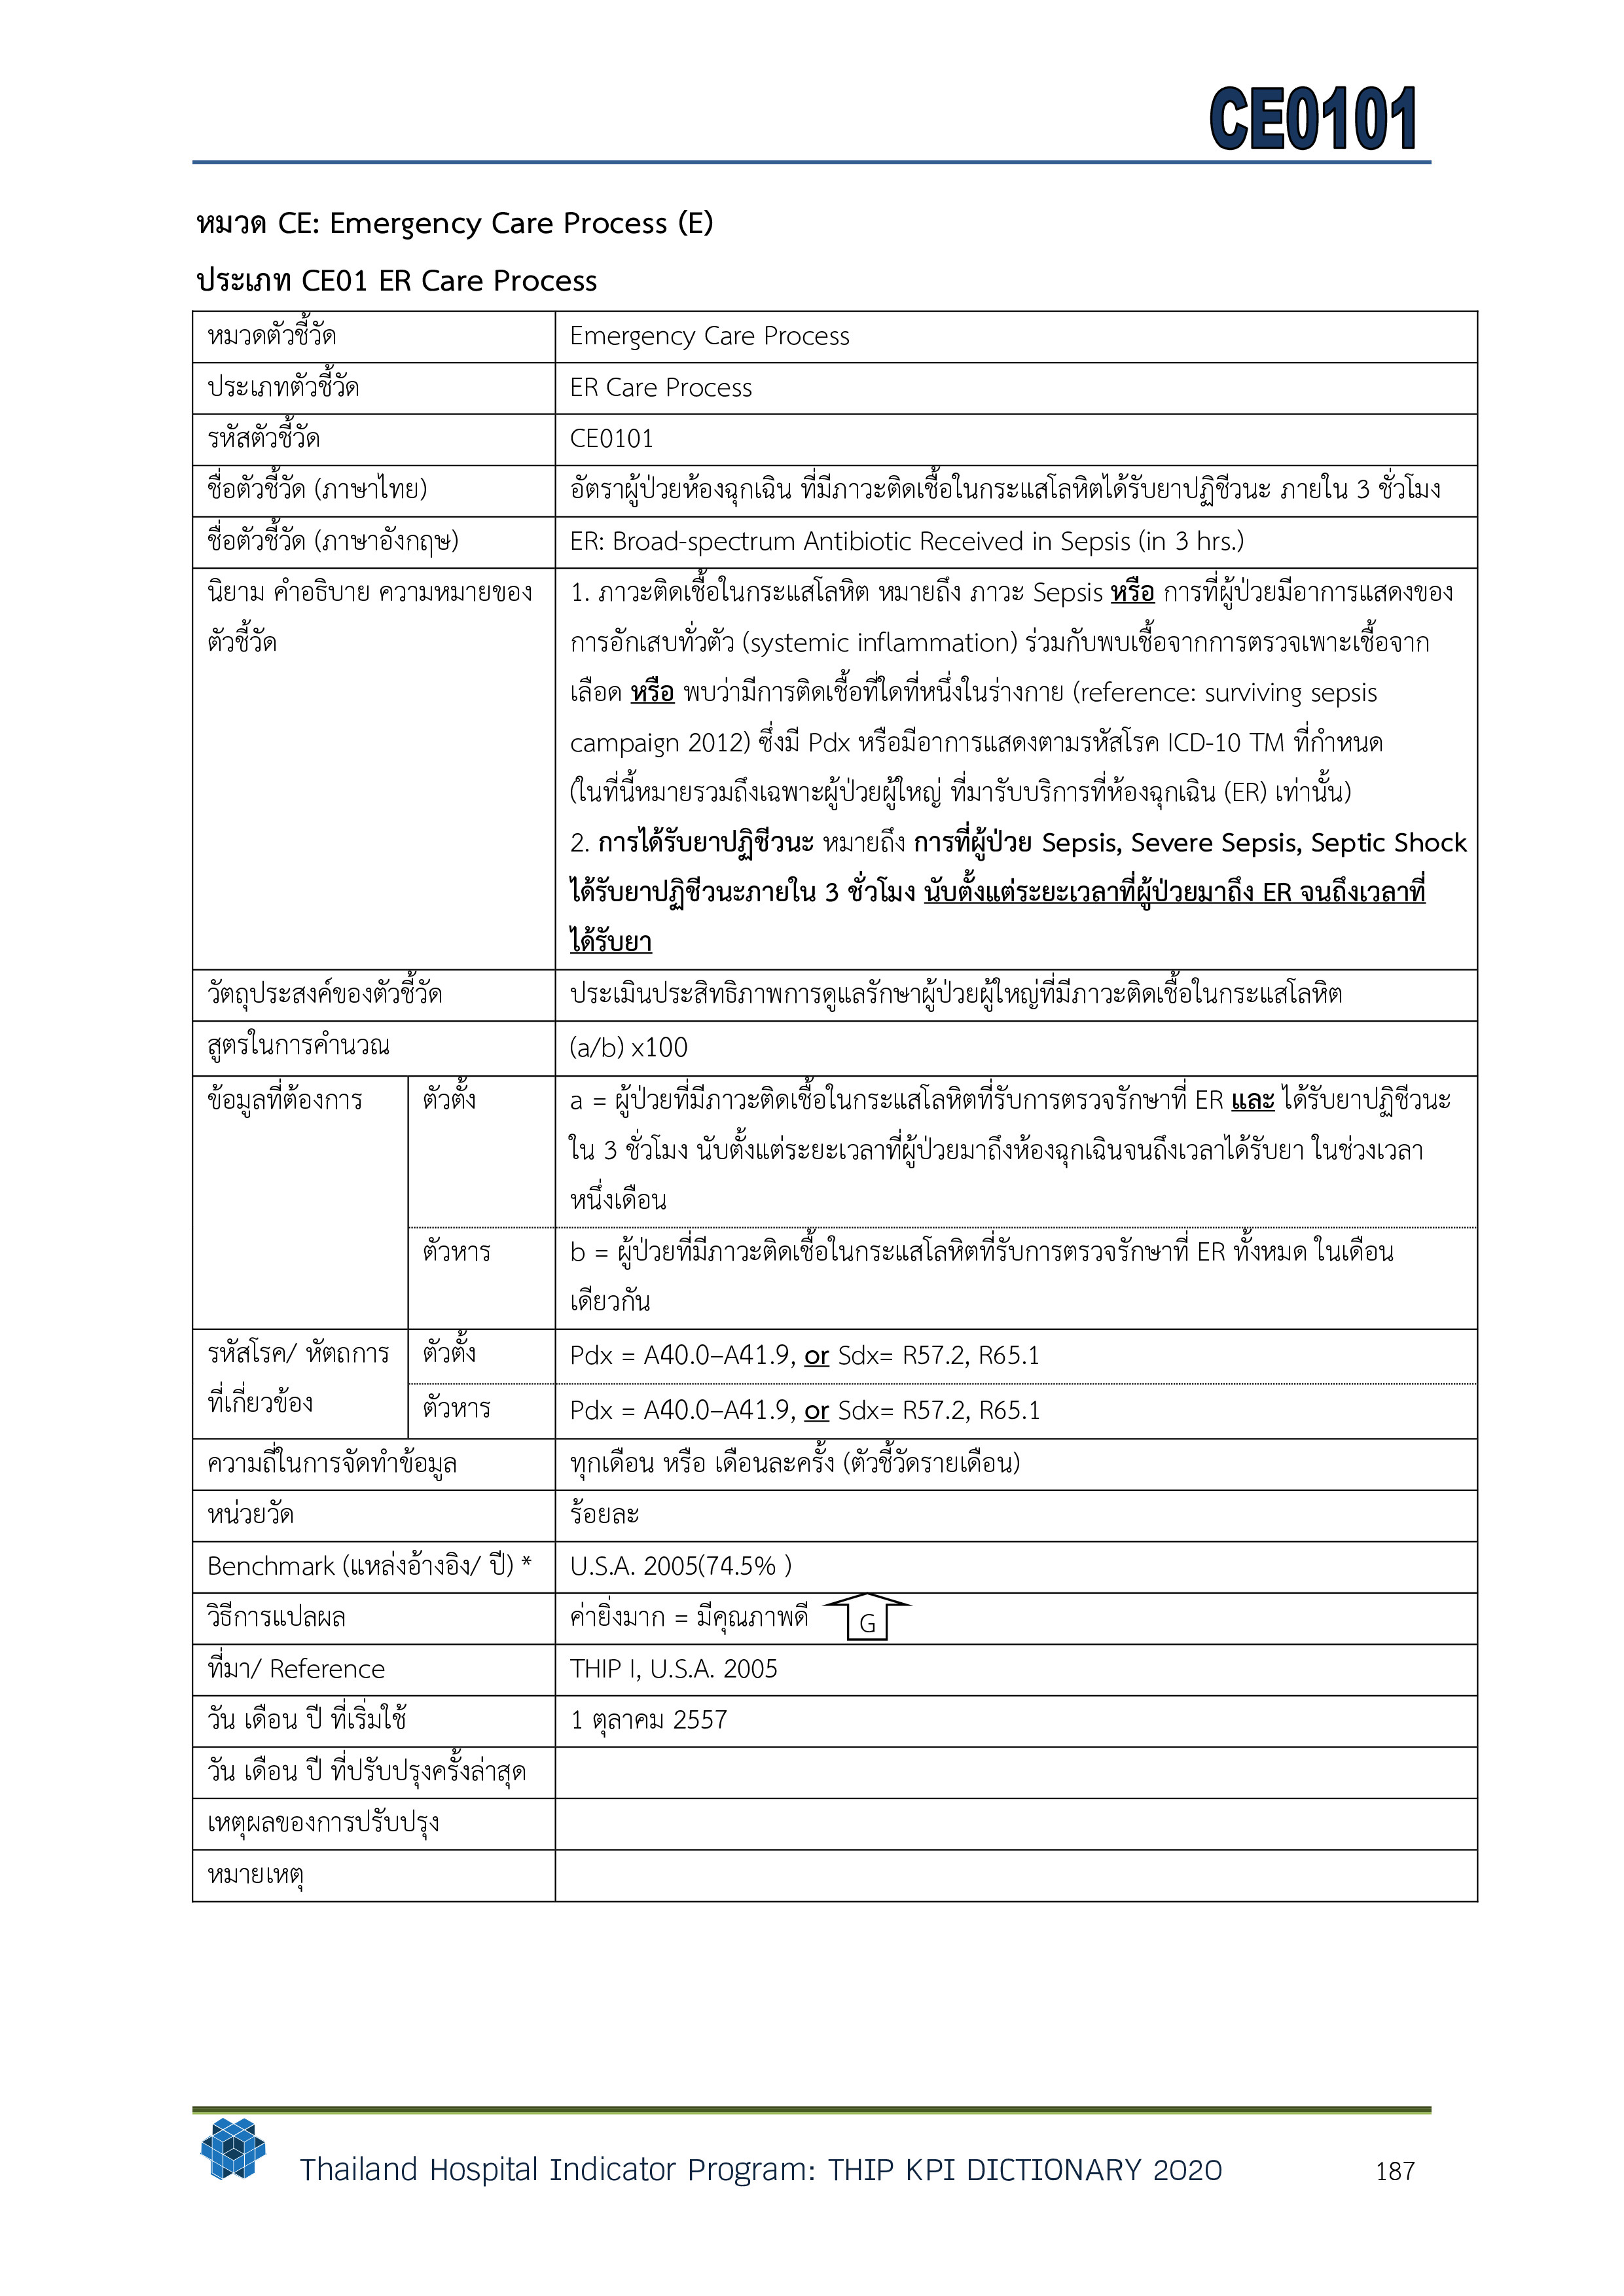 CE0101
หมวด CE: Emergency Care Process (E)
ประเภท CE01 ER Care Process
หมวดตัวชี้วัด
Emergency Care Process
ประเภทตัวชี้วัด
ER Care Process
รหัสตัวชี้วัด
CE0101
ชื่อตัวชี้วัด (ภาษาไทย)
อัตราผู้ป่วยห้องฉุกเฉิน ที่มีภาวะติดเชื้อในกระแสโลหิตได้รับยาปฏิชีวนะ ภายใน 3 ชั่วโมง
ชื่อตัวชี้วัด (ภาษาอังกฤษ)
ER: Broad-spectrum Antibiotic Received in Sepsis (in 3 hrs.)
นิยาม คำอธิบาย ความหมายของ
ตัวชี้วัด
1. ภาวะติดเชื้อในกระแสโลหิต หมายถึง ภาวะ Sepsis หรือ การที่ผู้ป่วยมีอาการแสดงของ
การอักเสบทั่วตัว (systemic inflammation) ร่วมกับพบเชื้อจากการตรวจเพาะเชื้อจาก
เลือด หรือ พบว่ามีการติดเชื้อที่ใดที่หนึ่งในร่างกาย (reference: surviving sepsis
campaign 2012) ซึ่งมี Pdx หรือมีอาการแสดงตามรหัสโรค ICD-10 TM ที่กำหนด
(ในที่นี้หมายรวมถึงเฉพาะผู้ป่วยผู้ใหญ่ ที่มารับบริการที่ห้องฉุกเฉิน (ER) เท่านั้น)
2. การได้รับยาปฏิชีวนะ หมายถึง การที่ผู้ป่วย Sepsis, Severe Sepsis, Septic Shock
ได้รับยาปฏิชีวนะภายใน 3 ชั่วโมง นับตั้งแต่ระยะเวลาที่ผู้ป่วยมาถึง ER จนถึงเวลาที่
ได้รับยา
วัตถุประสงค์ของตัวชี้วัด
ประเมินประสิทธิภาพการดูแลรักษาผู้ป่วยผู้ใหญ่ที่มีภาวะติดเชื้อในกระแสโลหิต
สูตรในการคำนวณ
(a/b) x100
ข้อมูลที่ต้องการ
ตัวตั้ง
a = ผู้ป่วยที่มีภาวะติดเชื้อในกระแสโลหิตที่รับการตรวจรักษาที่ ER และ ได้รับยาปฏิชีวนะ
ใน 3 ชั่วโมง นับตั้งแต่ระยะเวลาที่ผู้ป่วยมาถึงห้องฉุกเฉินจนถึงเวลาได้รับยา ในช่วงเวลา
หนึ่งเดือน
ตัวหาร
b = ผู้ป่วยที่มีภาวะติดเชื้อในกระแสโลหิตที่รับการตรวจรักษาที่ ER ทั้งหมด ในเดือน
เดียวกัน
รหัสโรค/ หัตถการ
ที่เกี่ยวข้อง
ตัวตั้ง
Pdx = A40.0–A41.9, or Sdx= R57.2, R65.1
ตัวหาร
Pdx = A40.0–A41.9, or Sdx= R57.2, R65.1
ความถี่ในการจัดทำข้อมูล
ทุกเดือน หรือ เดือนละครั้ง (ตัวชี้วัดรายเดือน)
หน่วยวัด
ร้อยละ
Benchmark (แหล่งอ้างอิง/ ปี) *
U.S.A. 2005(74.5% )
วิธีการแปลผล
ค่ายิ่งมาก = มีคุณภาพดี G
ที่มา/ Reference
THIP I, U.S.A. 2005
วัน เดือน ปี ที่เริ่มใช้
1 ตุลาคม 2557
วัน เดือน ปี ที่ปรับปรุงครั้งล่าสุด
เหตุผลของการปรับปรุง
หมายเหตุ
Thailand Hospital Indicator Program: THIP KPI DICTIONARY 2020 187